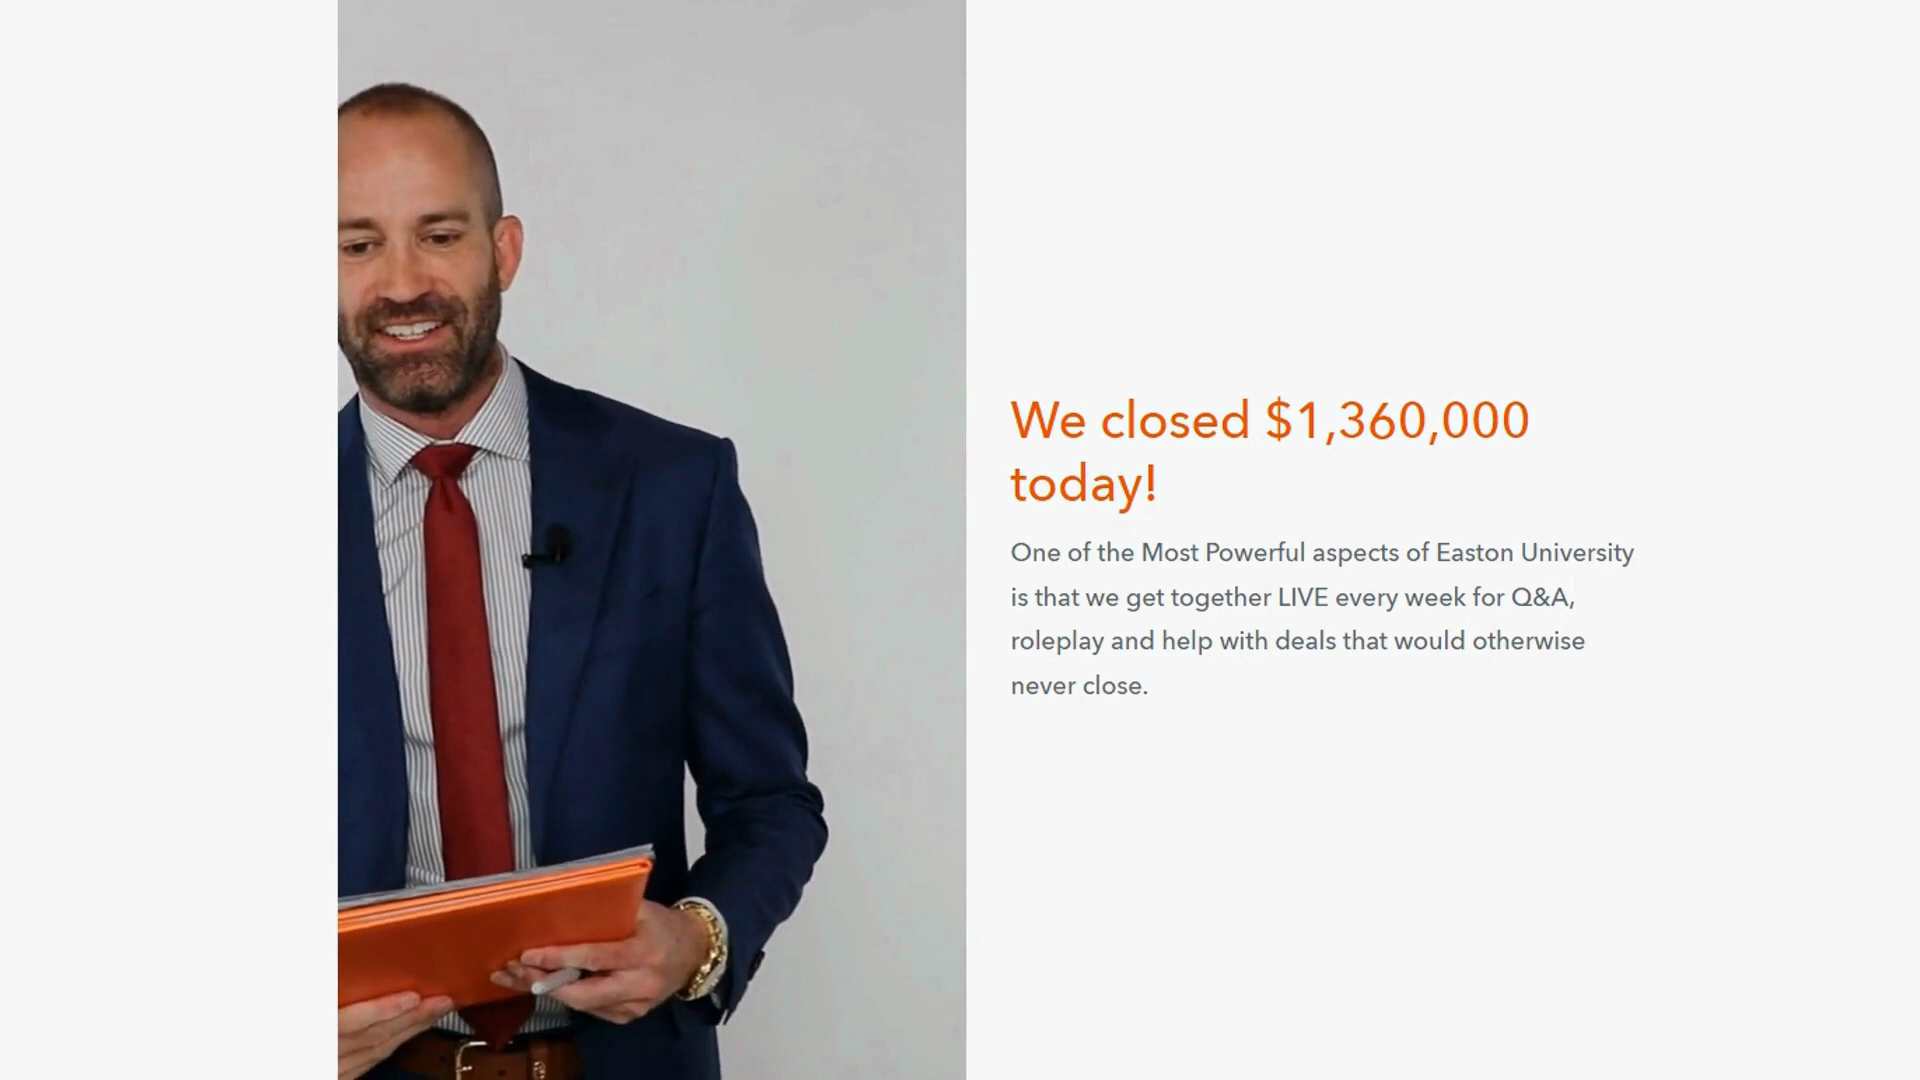 We closed $1,360,000
today!
One of the Most Powerful aspects of Easton University
is that we get together LIVE every week for Q&A,
roleplay and help with deals that would otherwise
never close.